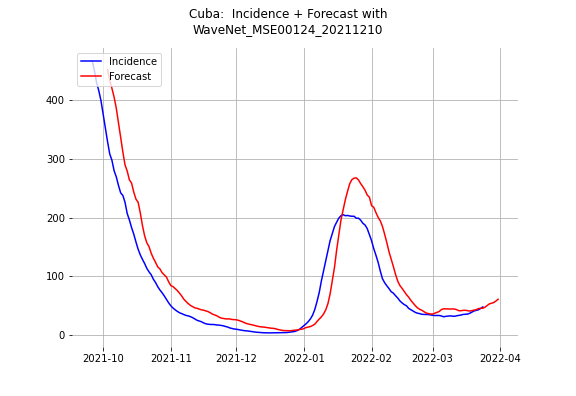 Cuba:  Incidence + Forecast with
WaveNet_MSE00124_20211210
Incidence
Forecast
400
300
200
100
0
2021-10 2021-11 2021-12 2022-01 2022-02 2022-03 2022-04